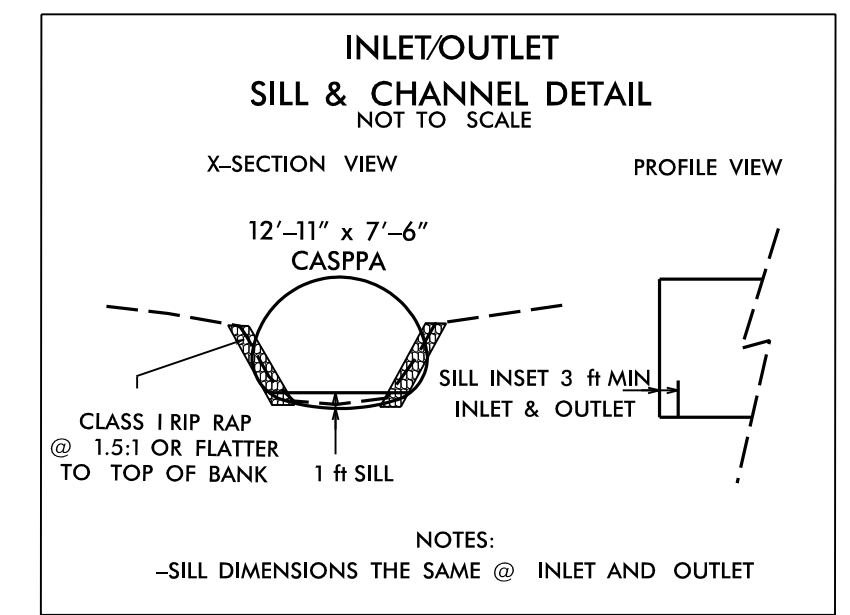 INLET/OUTLET
SILL & CHANNEL DETAIL
NOT TO SCALE
X–SECTION VIEW
PROFILE VIEW
12'–11" x 7'–6"
CASPPA
SILL INSET 3 ft MIN
INLET & OUTLET
CLASS I RIP RAP
@ 1.5:1 OR FLATTER
TO TOP OF BANK
1 ft SILL
NOTES:
–SILL DIMENSIONS THE SAME @ INLET AND OUTLET